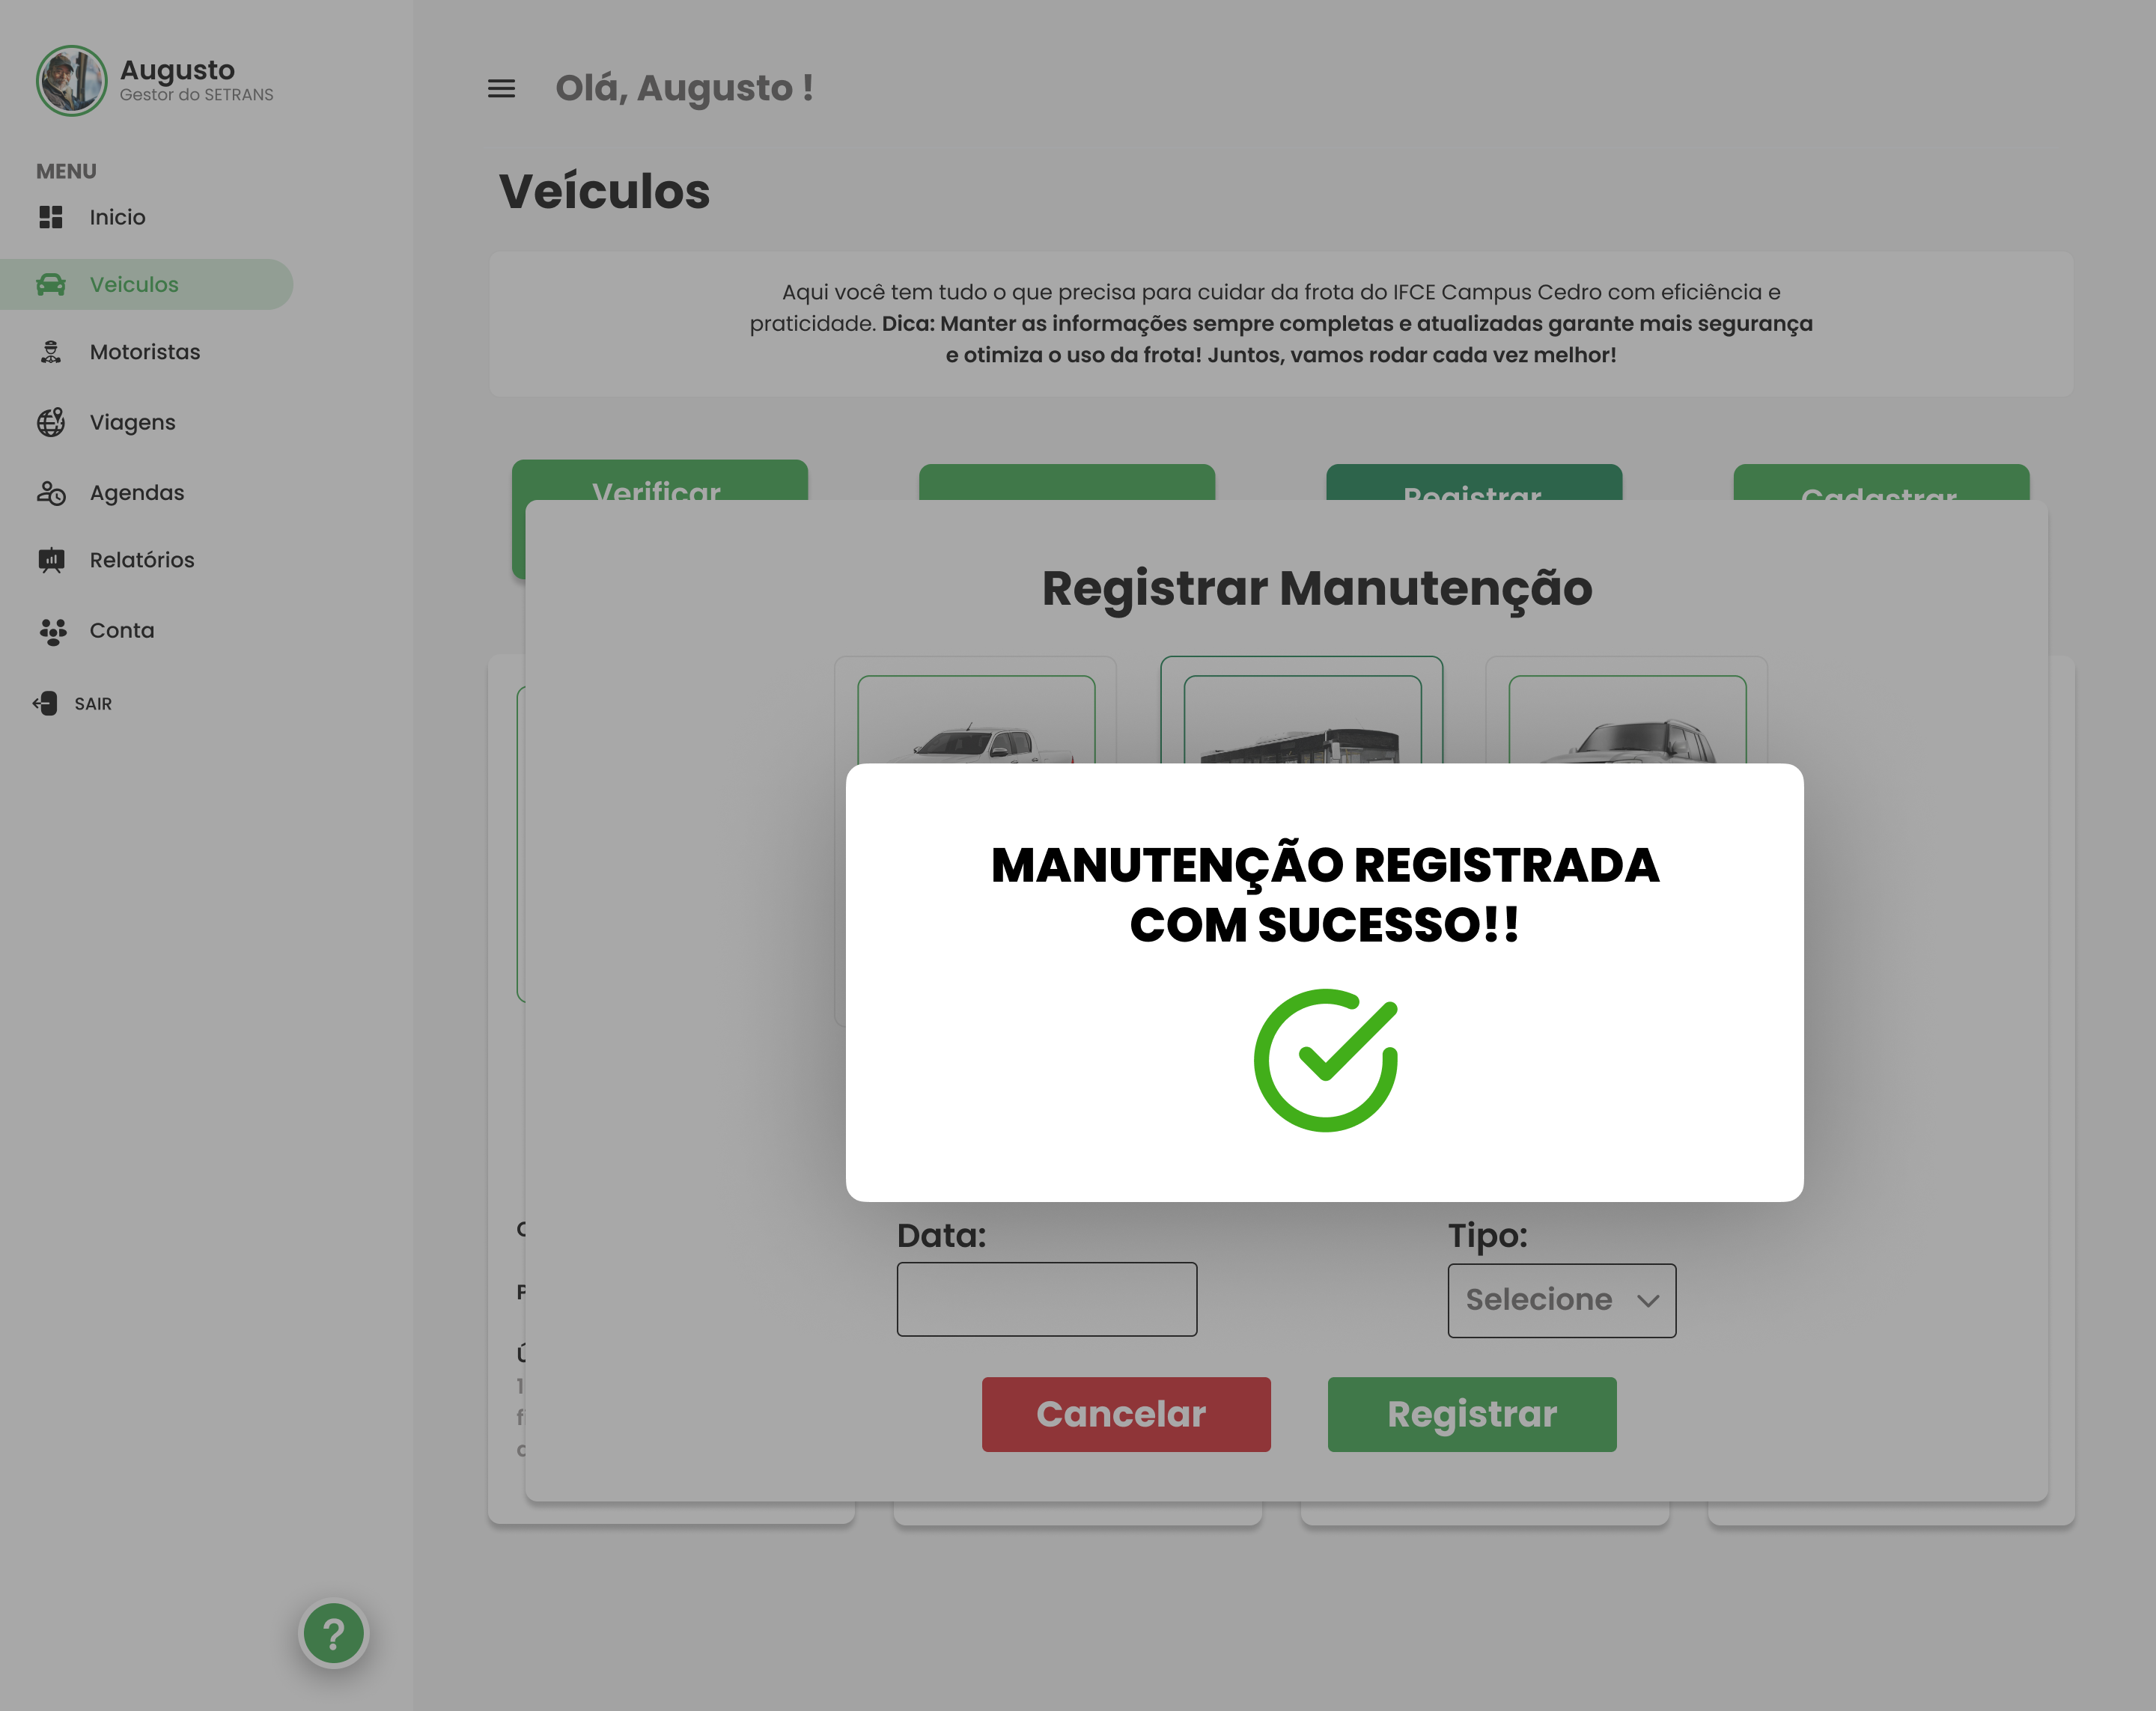 Augusto
Gestor do SETRANS
MENU
Inicio
Veiculos
Motoristas
Viagens
Agendas
Relatórios
Conta
SAIR
?
Olá, Augusto !
Veículos
Aqui você tem tudo o que precisa para cuidar da frota do IFCE Campus Cedro com eficiência e
praticidade. Dica: Manter as informações sempre completas e atualizadas garante mais segurança
e otimiza o uso da frota! Juntos, vamos rodar cada vez melhor!
Verificar
Registrar
Cadastrar
Registrar Manutenção
MANUTENÇÃO REGISTRADA
COM SUCESSO!!
Data:
Tipo:
Selecione
Cancelar
Registrar